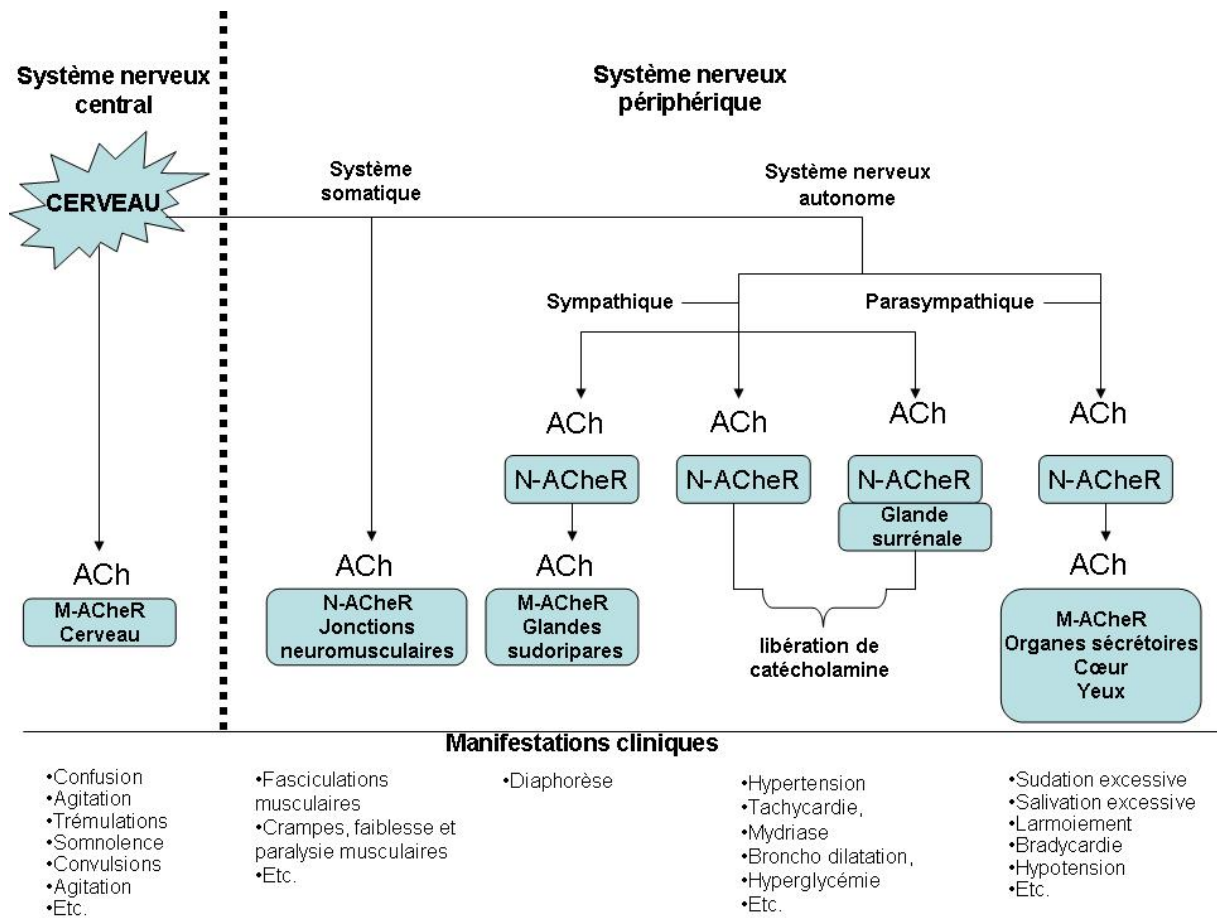 Système nerveux
central
Système nerveux
périphérique
CERVEAU
Système
somatique
Système nerveux
autonome
Sympathique
Parasympathique
ACh
ACh
ACh
ACh
N-ACheR
N-ACheR
N-ACheR
Glande
surrénale
N-ACheR
ACh
M-ACheR
Cerveau
ACh
N-ACheR
Jonctions
neuromusculaires
ACh
M-ACheR
Glandes
sudoripares
libération de
catécholamine
ACh
M-ACheR
Organes sécrétoires
Cœur
Yeux
Manifestations cliniques
•Confusion
•Agitation
•Trémulations
•Somnolence
•Convulsions
•Agitation
•Etc.
•Fasciculations
musculaires
•Crampes, faiblesse et
paralysie musculaires
•Etc.
•Diaphorèse
•Hypertension
•Tachycardie,
•Mydriase
•Broncho dilatation,
•Hyperglycémie
•Etc.
•Sudation excessive
•Salivation excessive
•Larmoiement
•Bradycardie
•Hypotension
•Etc.